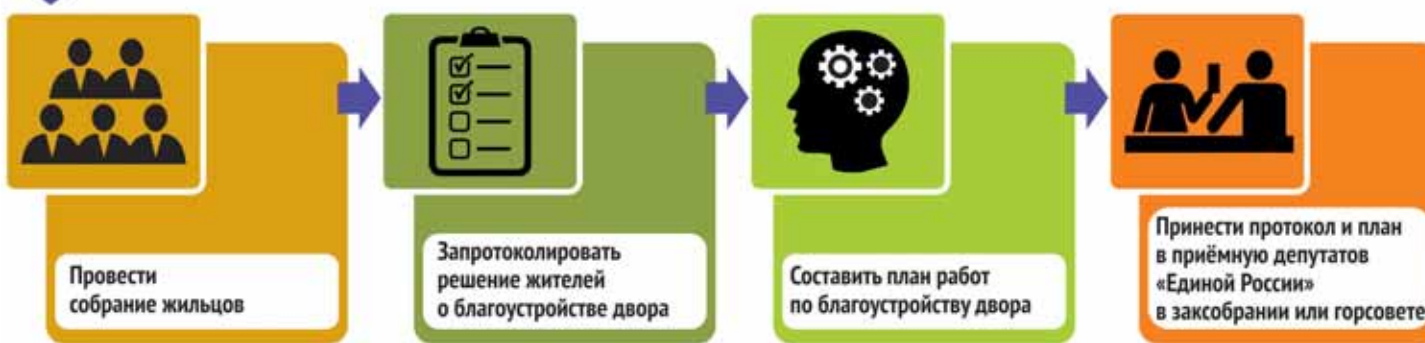 Провести
собрание жильцов
Запротоколировать
решение жителей
о благоустройстве двора
Составить план работ
по благоустройству двора
Принести протокол и план
в приёмную депутатов
«Единой России»
в заксобрании или горсовете